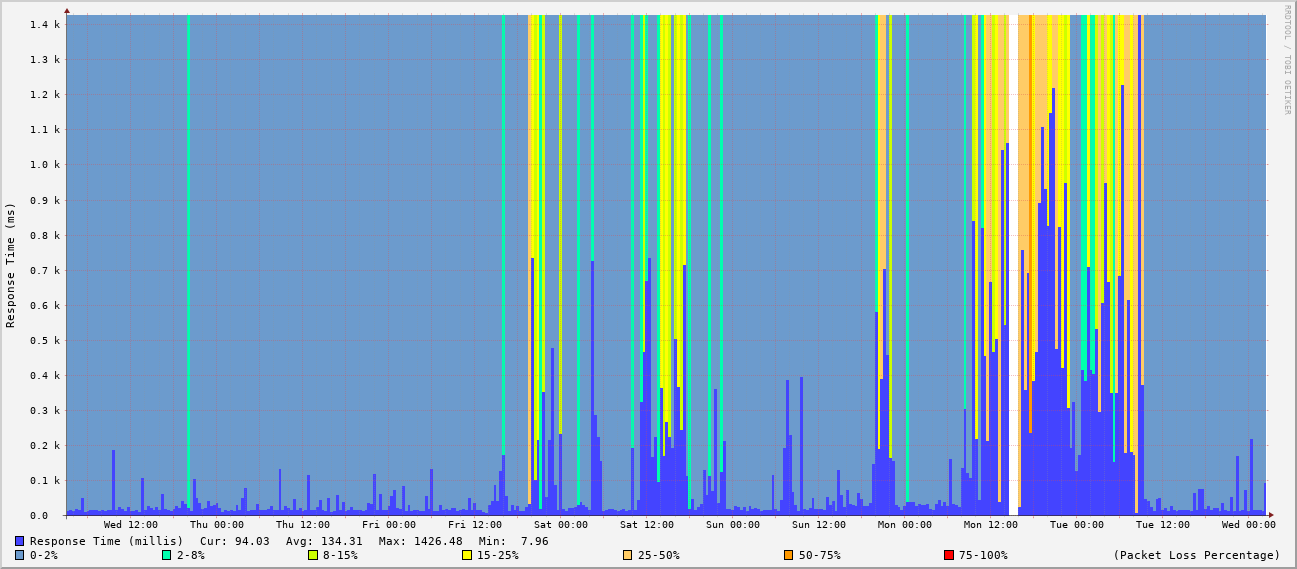 RRDTOOL / TOBI OETIKER
Response Time (ms)
1.4 k
1.3 k
1.2 k
1.1 k
1.0 k
0.9 k
0.8 k
0.7 k
0.6 k
0.5 k
0.4 k
0.3 k
0.2 k
0.1 k
0.0
Wed 12:00 Thu 00:00 Thu 12:00 Fri 00:00 Fri 12:00 Sat 00:00 Sat 12:00 Sun 00:00 Sun 12:00 Mon 00:00 Mon 12:00 Tue 00:00 Tue 12:00 Wed 00:00
Response Time (millis) Cur: 94.03 Avg: 134.31 Max: 1426.48 Min: 7.96
0-2% 2-8% 8-15% 15-25% 25-50% 50-75% 75-100% (Packet Loss Percentage)